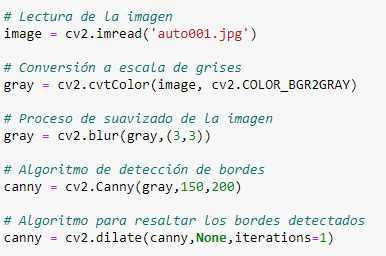 # Lectura de la imagen
image = cv2.imread('auto001.jpg')
# Conversión a escala de grises
gray = cv2.cvtColor(image, cv2.COLOR_BGR2GRAY)
# Proceso de suavizado de la imagen
gray = cv2.blur(gray,(3,3))
# Algoritmo de detección de bordes
canny = cv2.Canny(gray,150,200)
# Algoritmo para resaltar los bordes detectados
canny = cv2.dilate(canny,None,iterations=1)